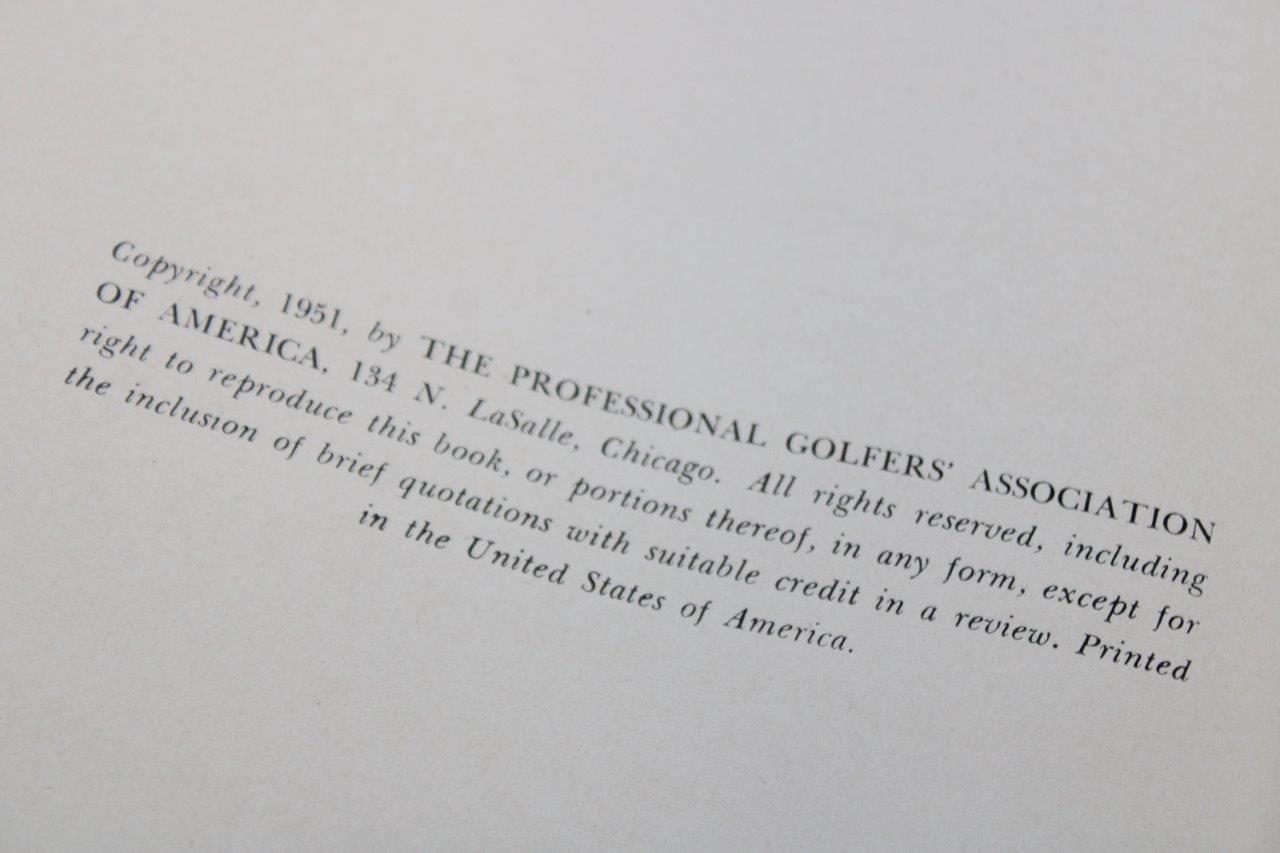 Copyright, 1951, by THE PROFESSIONAL GOLFERS' ASSOCIATION
OF AMERICA, 134 N. LaSalle, Chicago. All rights reserved, including
right to reproduce this book, or portions thereof, in any form, except for
the inclusion of brief quotations with suitable credit in a review. Printed
in the United States of America.